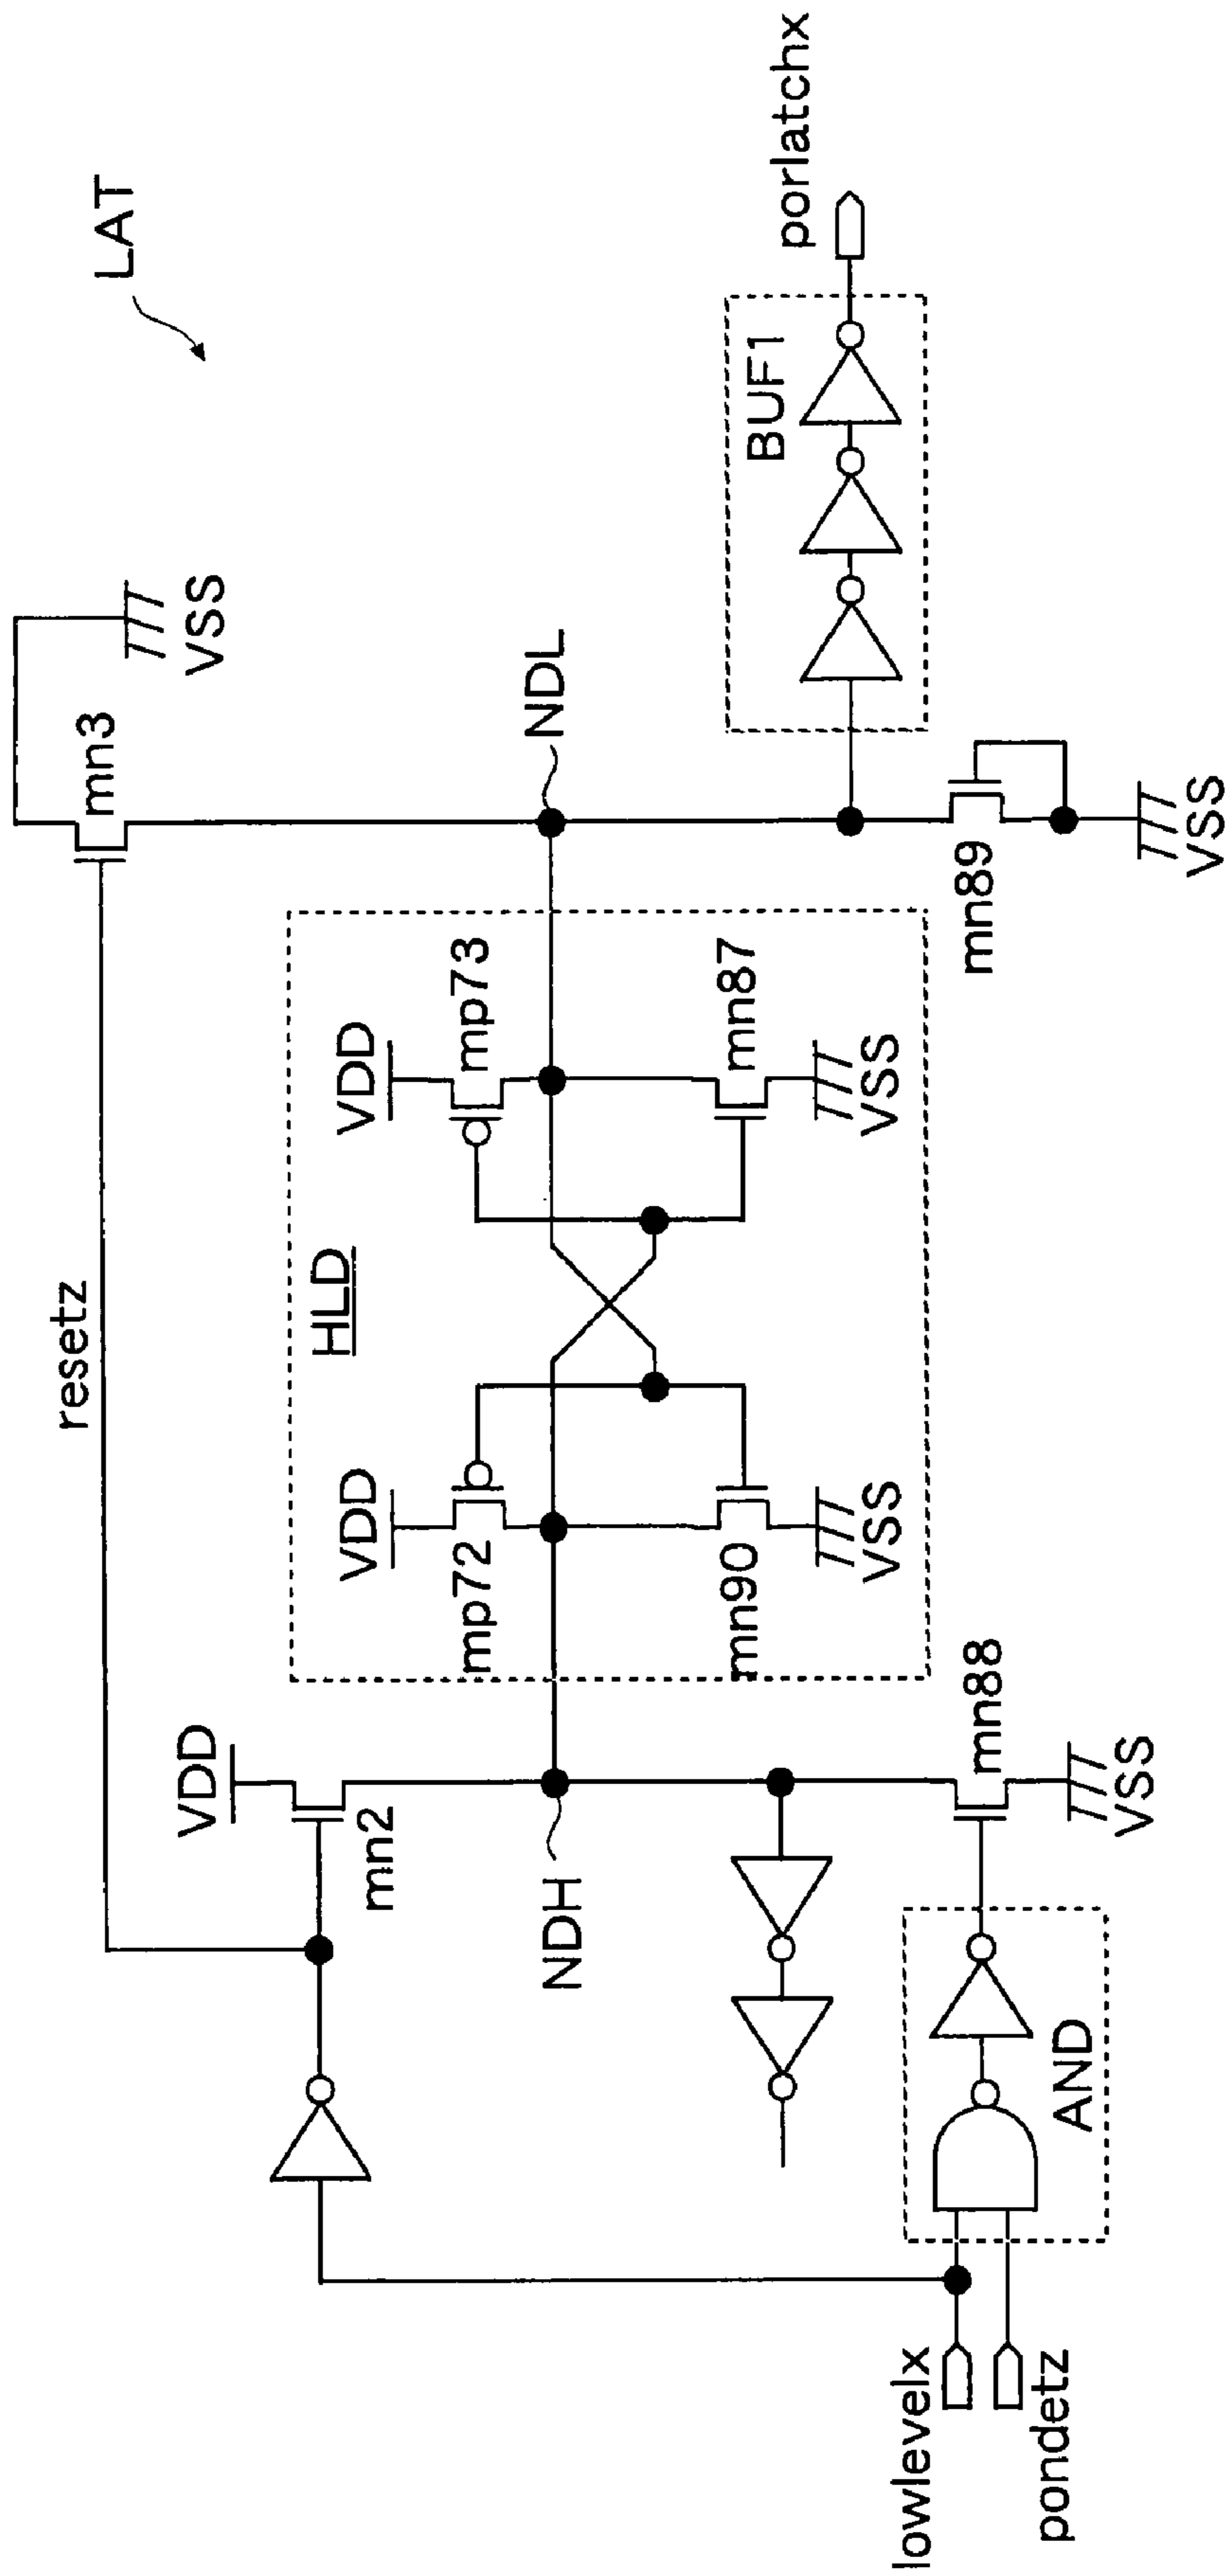 LAT
resetz
mn3
VSS
VDD
mn2
HLD
VDD
mp72
VDD
mp73
NDH
NDL
mn90
VSS
mn87
VSS
BUF1
porlatchx
lowlevelx
pondetz
AND
mn88
VSS
mn89
VSS